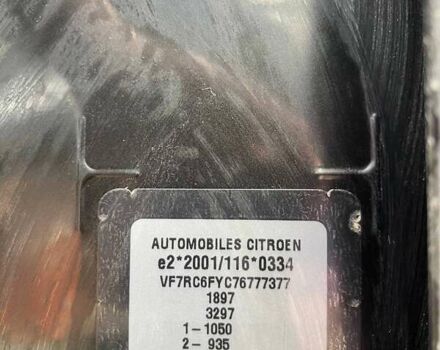 AUTOMOBILES CITROEN
e2*2001/116*0334
VF7RC6FYC76777377
1897
3297
1-1050
2- 935